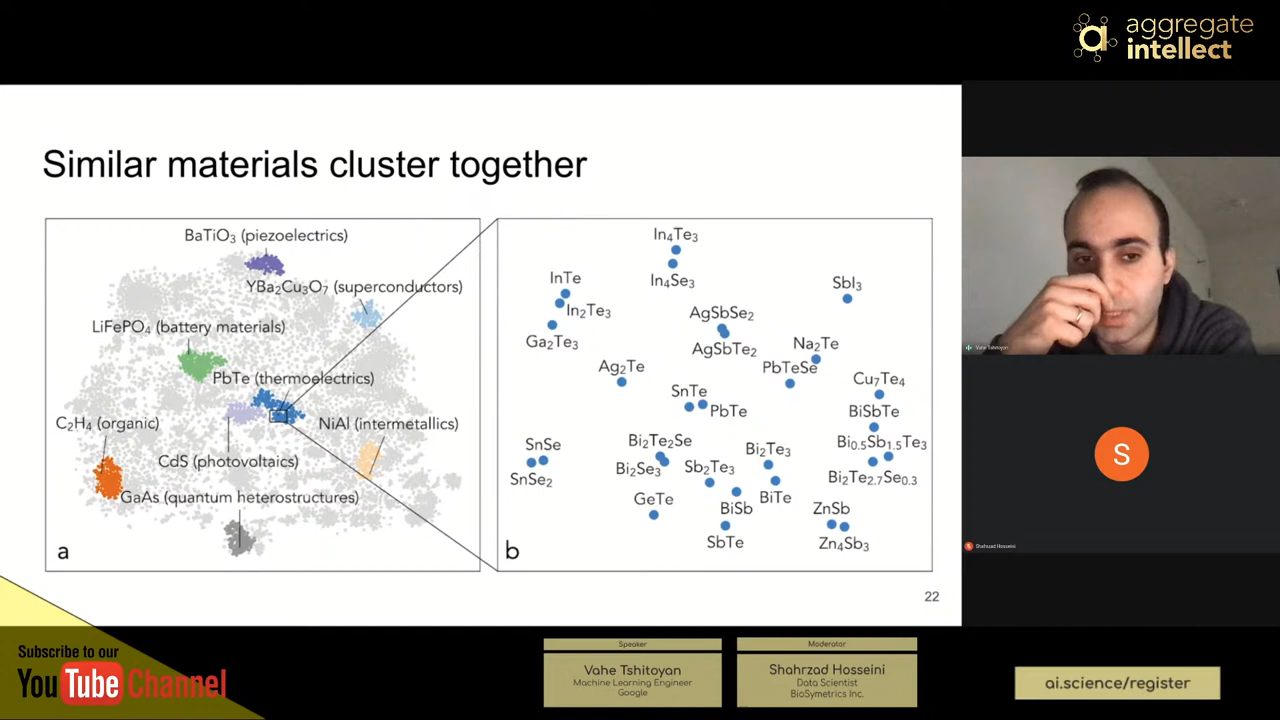 aggregate
intellect
Similar materials cluster together
BaTiO₃ (piezoelectrics)
YBa₂Cu₃O₇ (superconductors)
LiFePO₄ (battery materials)
PbTe (thermoelectrics)
C₂H₄ (organic)
NiAl (intermetallics)
CdS (photovoltaics)
GaAs (quantum heterostructures)
a
In₄Te₃
In₄Se₃
InTe
In₂Te₃
Ga₂Te₃
SbI₃
AgSbSe₂
AgSbTe₂
Na₂Te
PbTeSe
Ag₂Te
Cu₇Te₄
SnTe
PbTe
BiSbTe
Bi₀.₅Sb₁.₅Te₃
Bi₂Te₂.₇Se₀.₃
SnSe
SnSe₂
Bi₂Te₂Se
Bi₂Se₃
Sb₂Te₃
Bi₂Te₃
BiTe
GeTe
BiSb
SbTe
ZnSb
Zn₄Sb₃
b
22
Vahe Tshitoyan
S
Shahrzad Hosseini
Subscribe to our
YouTube Channel
Speaker
Vahe Tshitoyan
Machine Learning Engineer
Google
Moderator
Shahrzad Hosseini
Data Scientist
BioSymetrics Inc.
ai.science/register